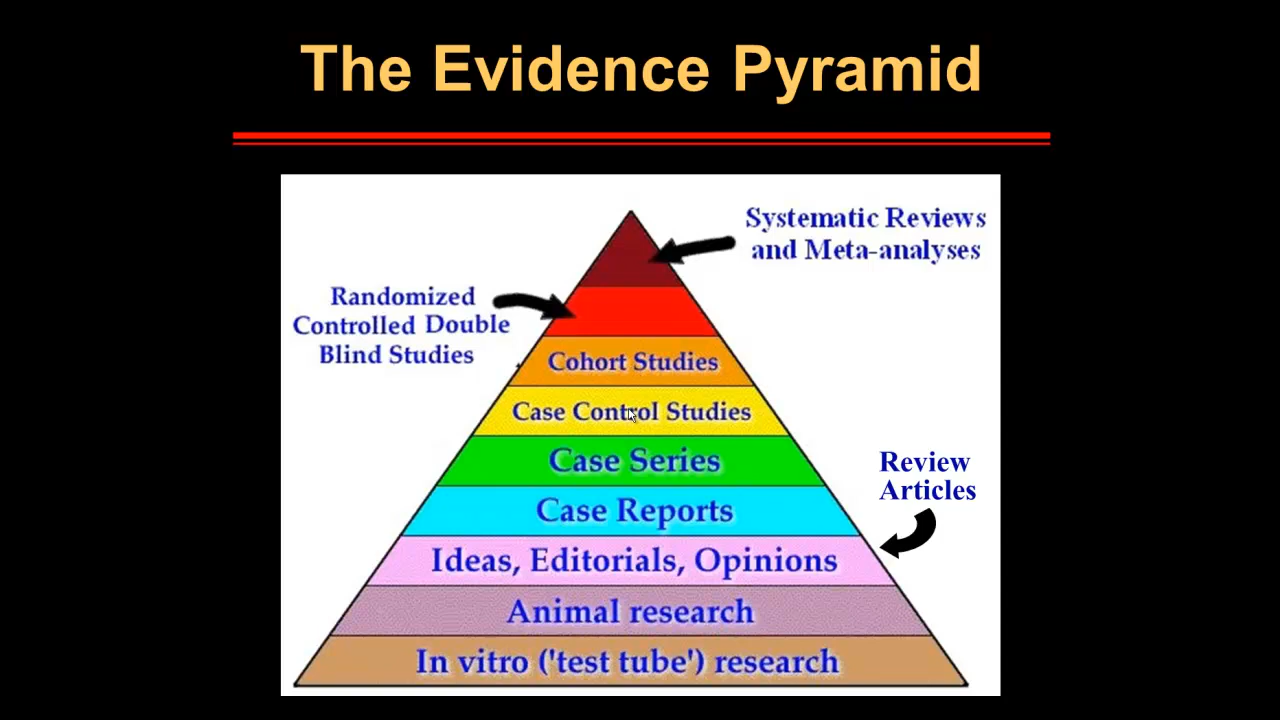 The Evidence Pyramid
Systematic Reviews
and Meta-analyses
Randomized
Controlled Double
Blind Studies
Cohort Studies
Case Control Studies
Case Series
Review
Articles
Case Reports
Ideas, Editorials, Opinions
Animal research
In vitro ('test tube') research